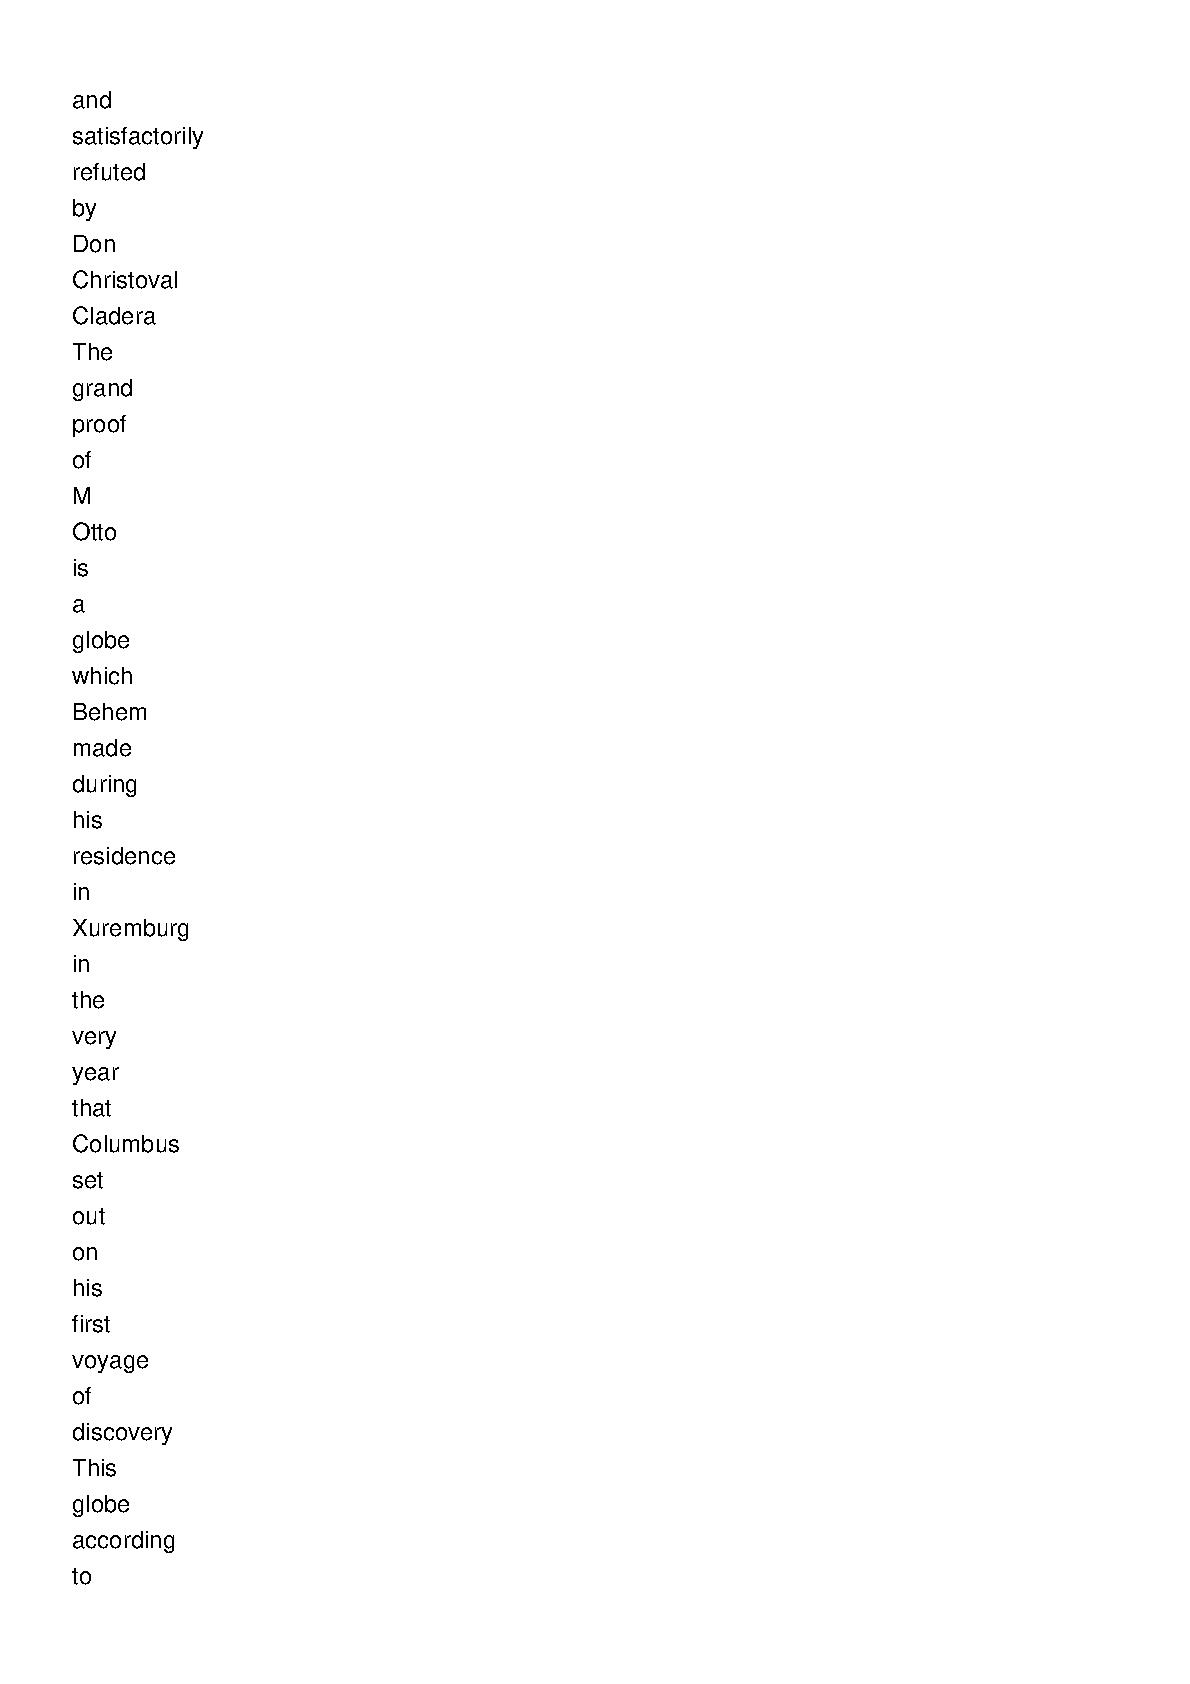 and
satisfactorily
refuted
by
Don
Christoval
Cladera
The
grand
proof
of
M
Otto
is
a
globe
which
Behem
made
during
his
residence
in
Xuremburg
in
the
very
year
that
Columbus
set
out
on
his
first
voyage
of
discovery
This
globe
according
to